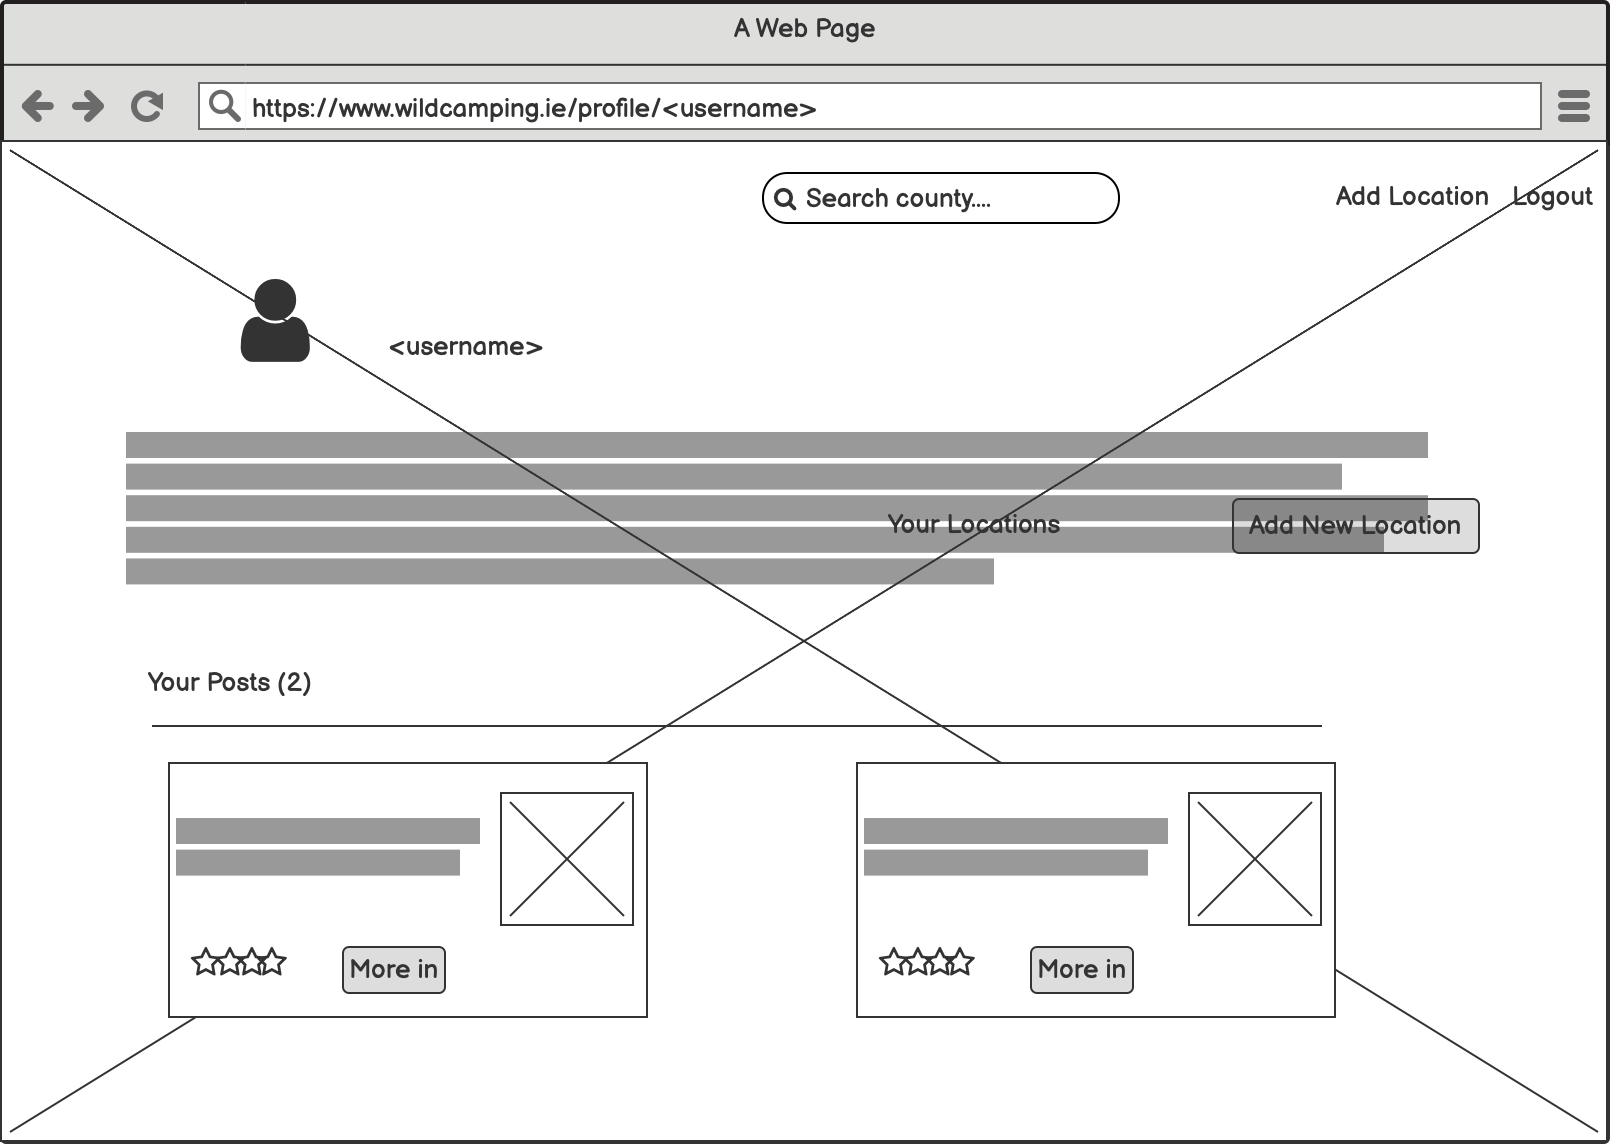 A Web Page
https://www.wildcamping.ie/profile/<username>
Search county....
Add Location Logout
<username>
Your Locations
Add New Location
Your Posts (2)
More in
More in